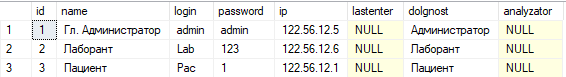 id name login password ip lastenter dolgnost analyzator
1 1 Гл. Администратор admin admin 122.56.12.5 NULL Администратор NULL
2 2 Лаборант Lab 123 122.56.12.6 NULL Лаборант NULL
3 3 Пациент Pac 1 122.56.12.1 NULL Пациент NULL